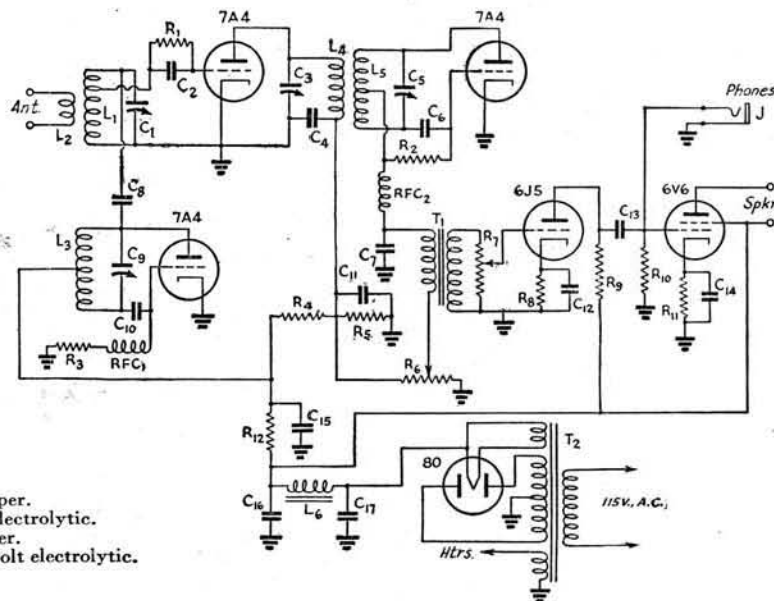 7A4
7A4
R1
C2
L4
L5
C3
C5
Ant.
L1
L2
C1
C4
C6
R2
Phones
J
C8
7A4
RFC2
6J5
C13
6V6
Spkr
L3
C9
T1
R7
C7
C11
C10
R4
R5
R8
C12
R9
R10
R11
C14
R3
RFC1
R6
R12
C15
T2
80
C16
L6
C17
115V., A.C.
Htrs.
per.
lectrolytic.
er.
olt electrolytic.